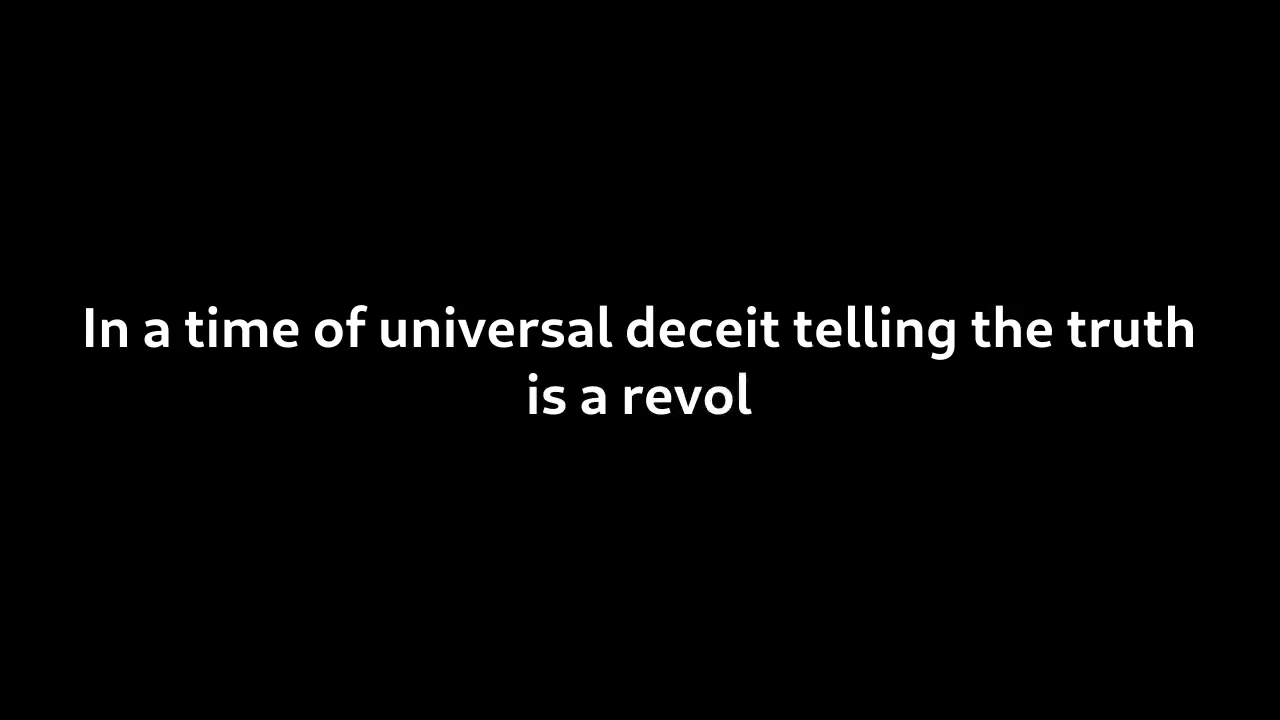 In a time of universal deceit telling the truth
is a revol